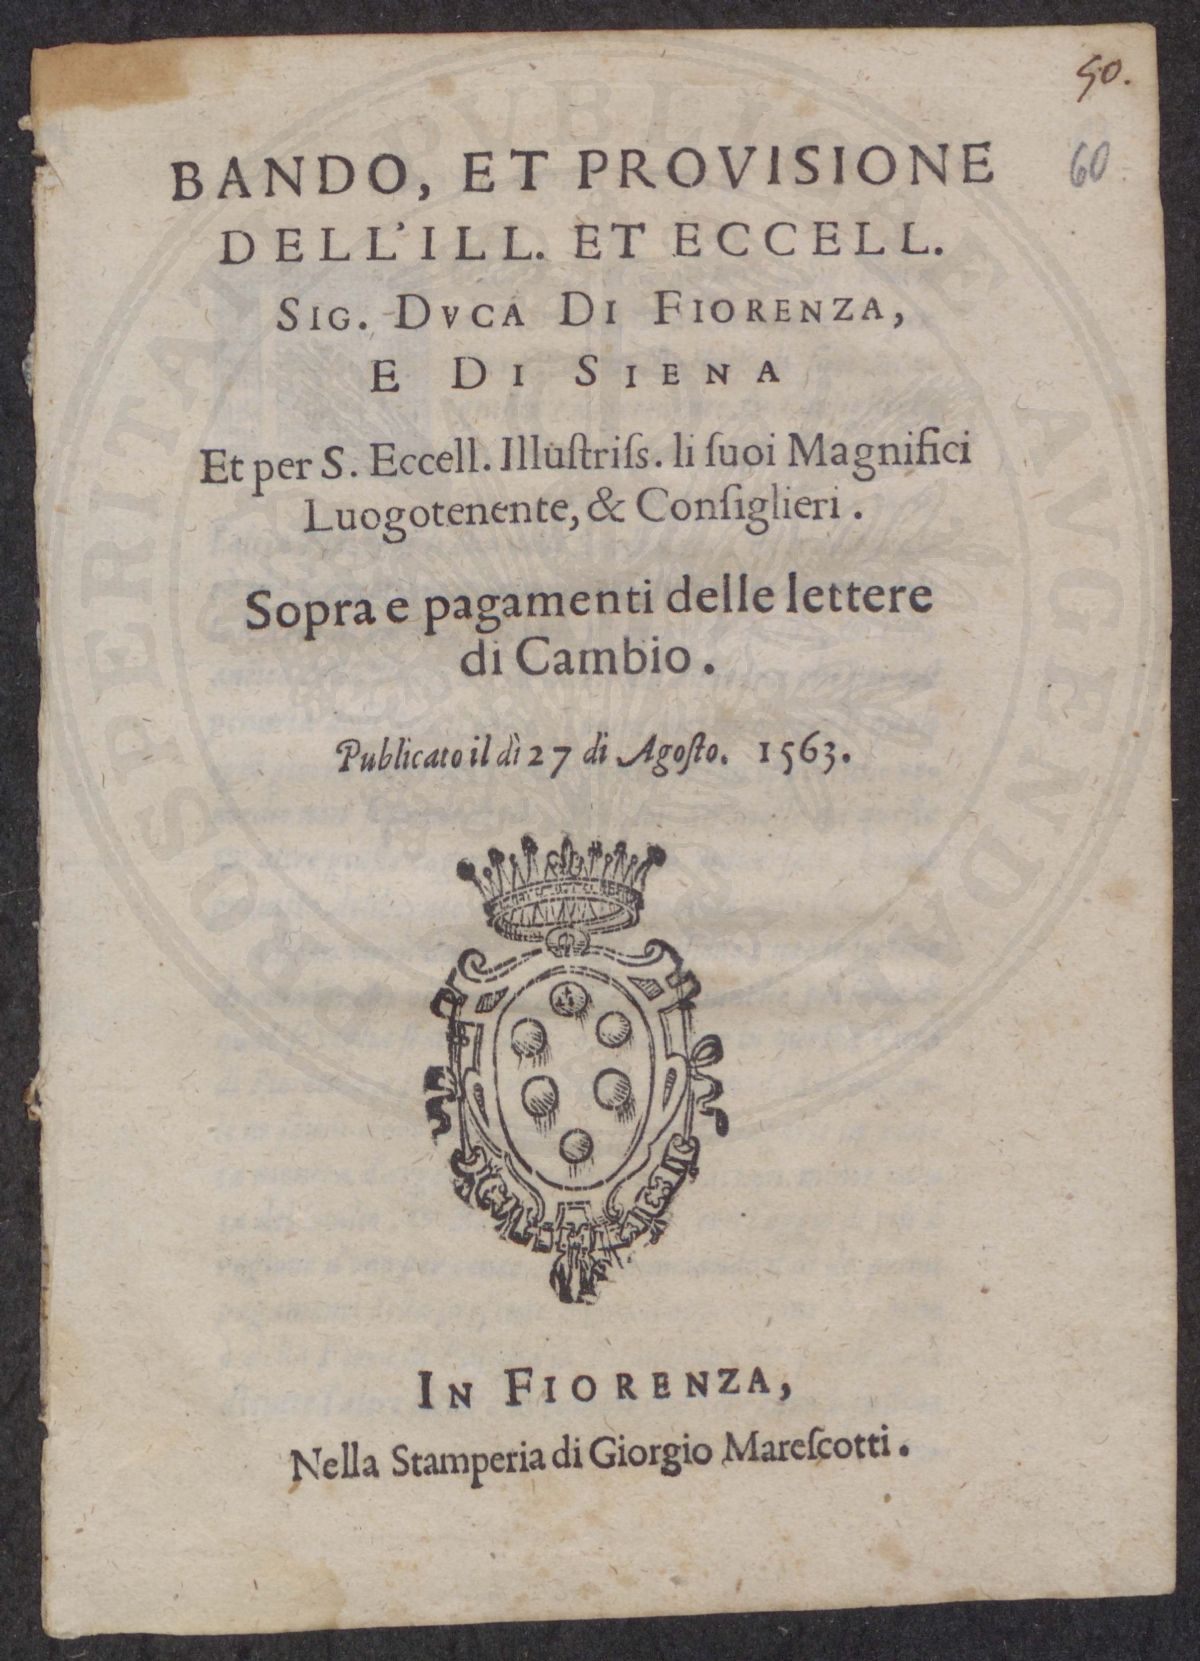 50.
60
BANDO, ET PROVISIONE
DELL'ILL. ET ECCELL.
SIG. DVCA DI FIORENZA,
E DI SIENA
Et per S. Eccell. Illuſtriſs. li ſuoi Magnifici
Luogotenente, & Conſiglieri.
Sopra e pagamenti delle lettere
di Cambio.
Publicato il dì 27 di Agoſto. 1563.
IN FIORENZA,
Nella Stamperia di Giorgio Mareſcotti.